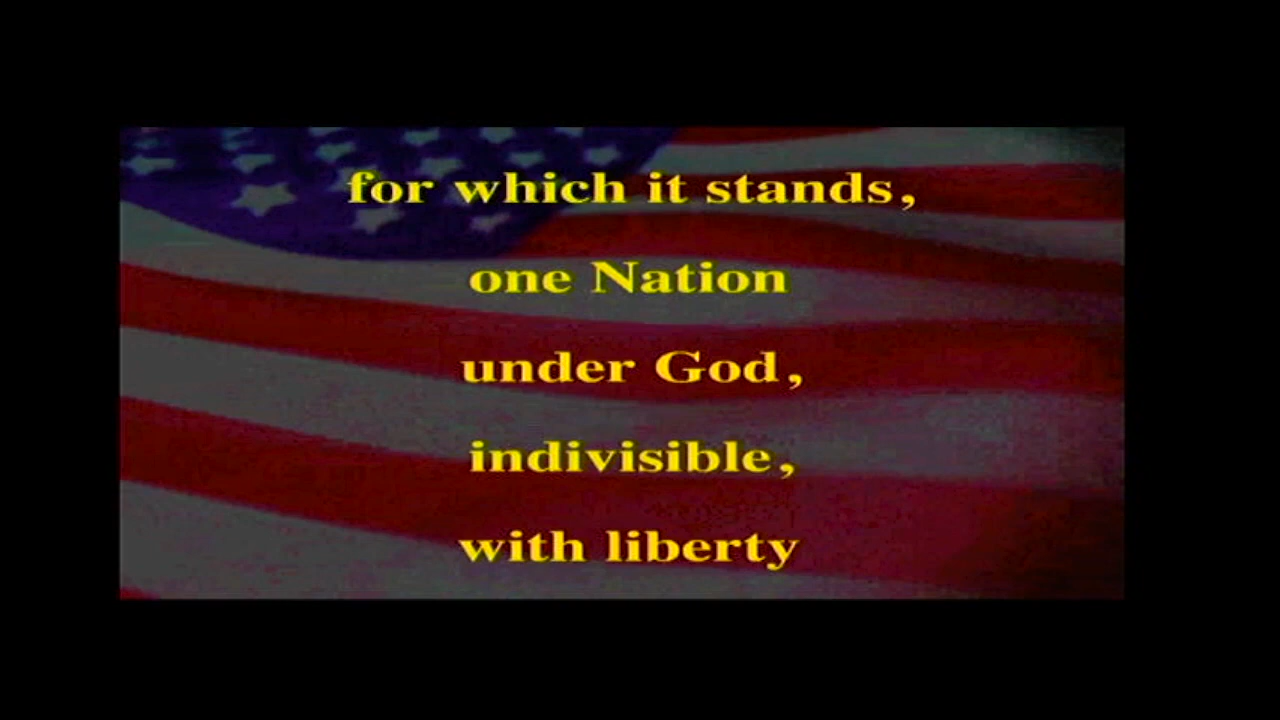 for which it stands,
one Nation
under God,
indivisible,
with liberty